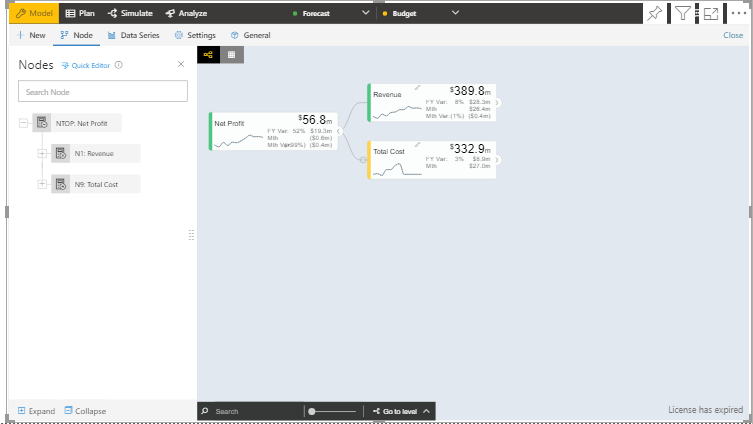 Model Plan Simulate Analyze Forecast Budget
New Node Data Series Settings General Close
Nodes Quick Editor
Search Node
NTOP: Net Profit
N1: Revenue
N9: Total Cost
Net Profit $56.8m
FY Var: 52% $19.3m
Mth ($0.8m)
Mth Var ($0.4m)
Revenue $389.8m
FY Var: 8% $28.3m
Mth $26.4m
Mth Var:(1%) ($0.4m)
Total Cost $332.9m
FY Var: 3% $8.9m
Mth $27.0m
Expand Collapse Search Go to level License has expired